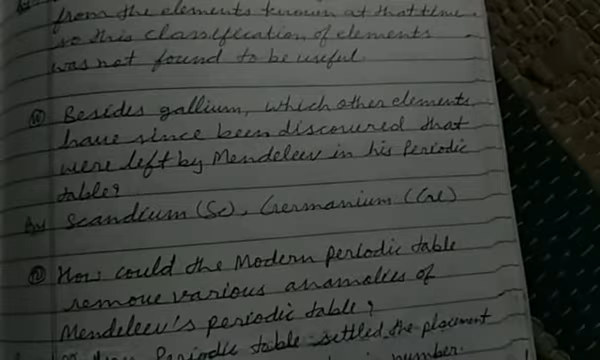 from the elements known at that time.
so this classification of elements
was not found to be useful.
Q Besides gallium, which other elements
have since been discovered that
were left by Mendeleev in his Periodic
table?
Ans Scandium (Sc), Germanium (Ge)
Q How could the Modern periodic table
remove various anamolies of
Mendeleev's periodic table?
Periodic table settled the placement
number.